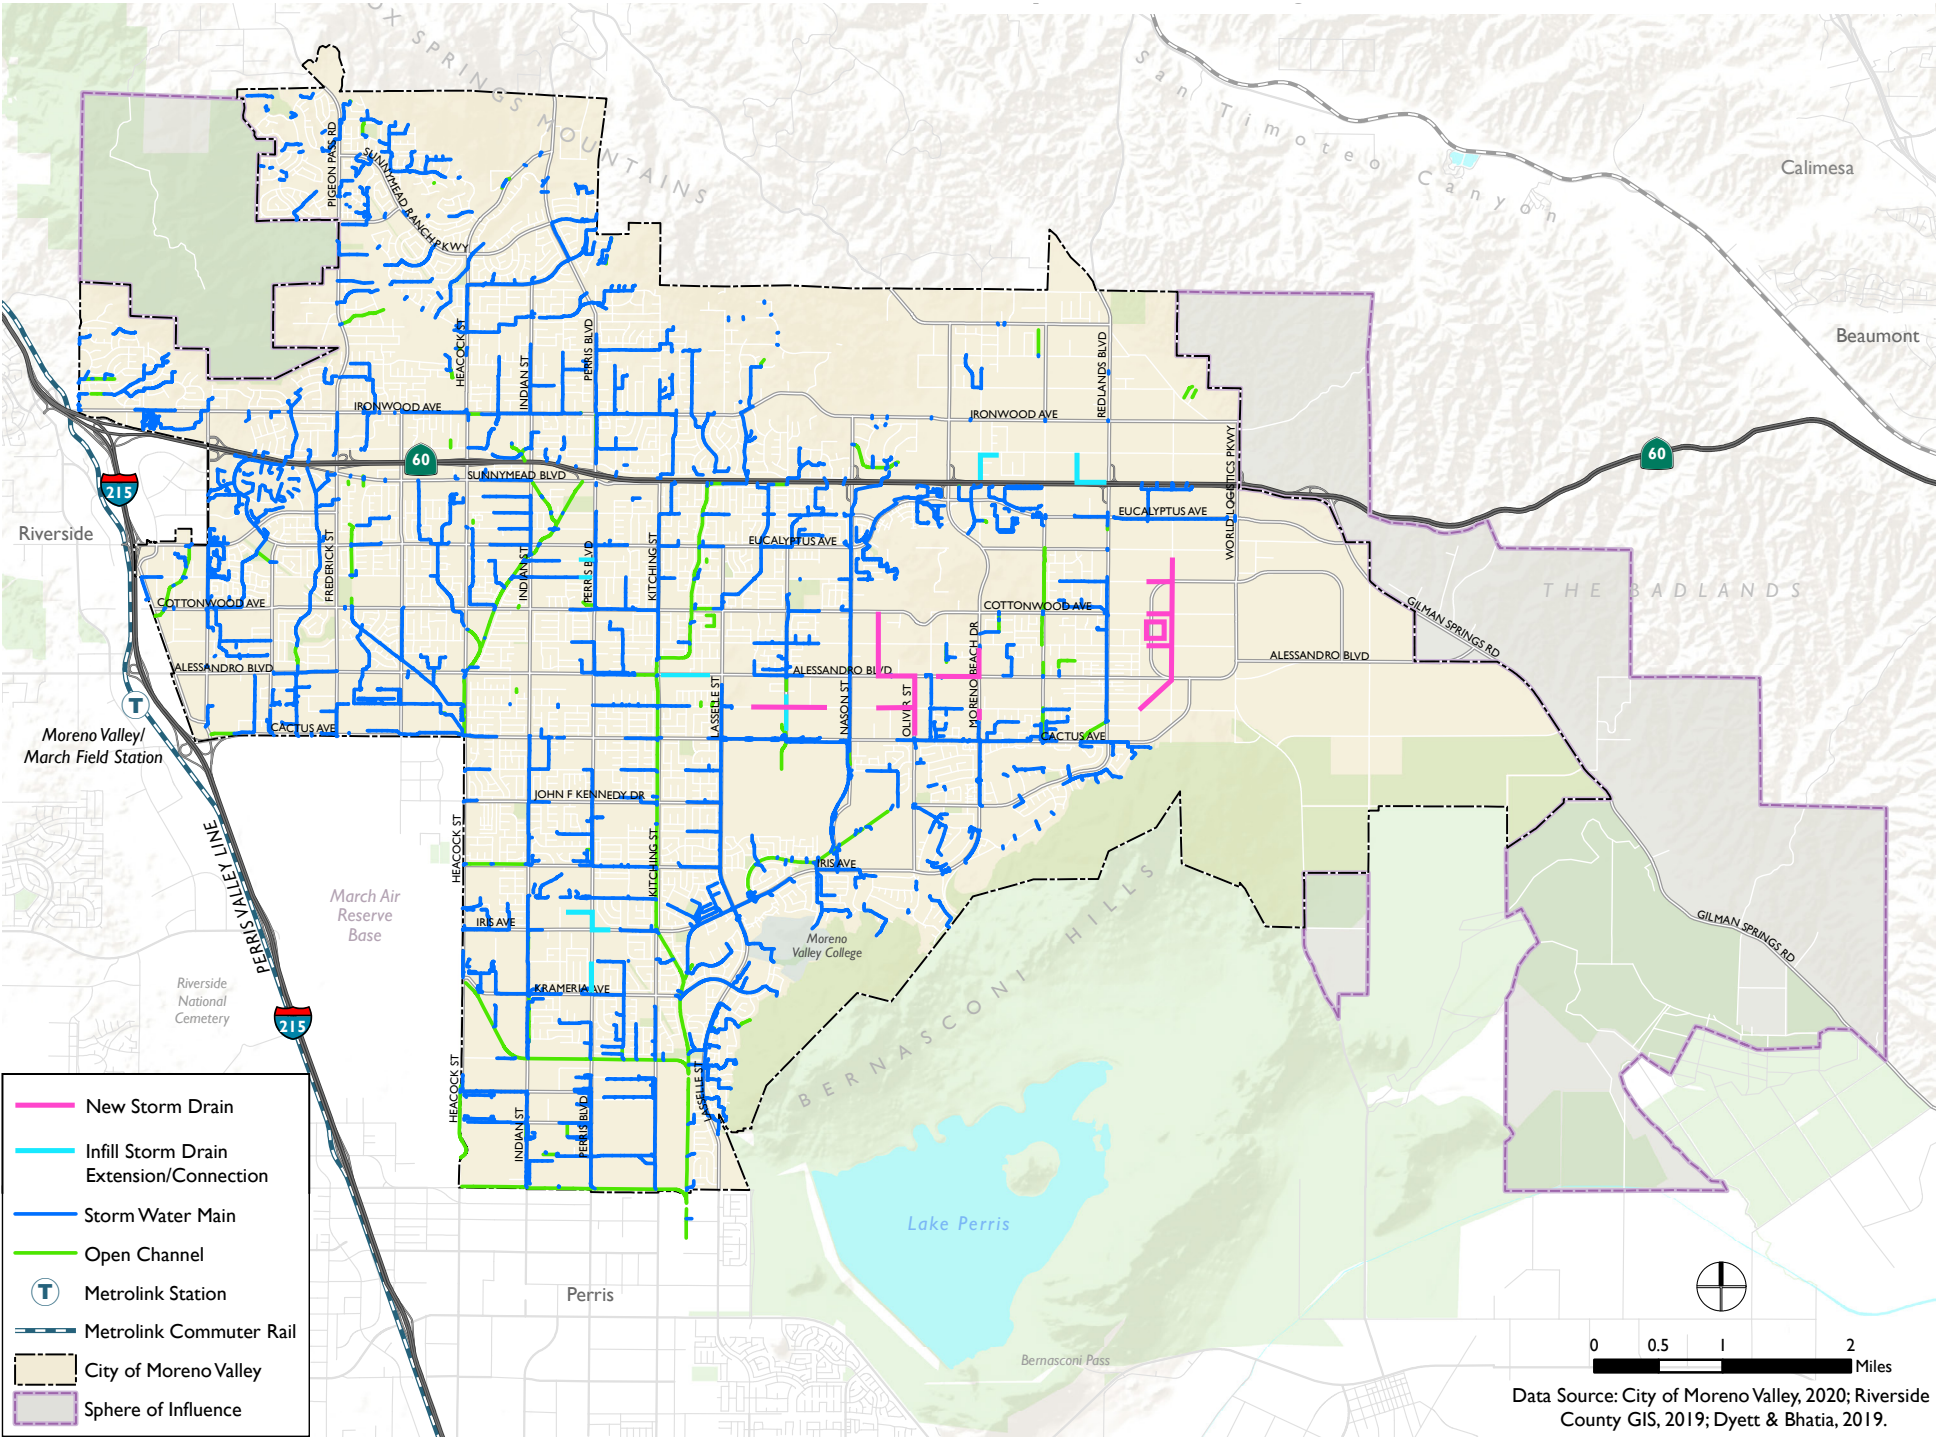 OX SPRINGS MOUNTAINS
San Timoteo Canyon
Calimesa
Beaumont
PIGEON PASS RD
SUNNYMEAD RANCH PKWY
HEACOCK ST
INDIAN ST
PERRIS BLVD
REDLANDS BLVD
IRONWOOD AVE
IRONWOOD AVE
60
60
SUNNYMEAD BLVD
215
Riverside
WORLD LOGISTICS PKWY
EUCALYPTUS AVE
EUCALYPTUS AVE
FREDERICK ST
INDIAN ST
PERRIS BLVD
KITCHING ST
THE BADLANDS
COTTONWOOD AVE
COTTONWOOD AVE
GILMAN SPRINGS RD
MORENO BEACH DR
ALESSANDRO BLVD
ALESSANDRO BLVD
ALESSANDRO BLVD
LASSELLE ST
NASON ST
OLIVER ST
T
Moreno Valley/
March Field Station
CACTUS AVE
CACTUS AVE
JOHN F KENNEDY DR
HEACOCK ST
KITCHING ST
IRIS AVE
PERRIS VALLEY LINE
March Air
Reserve
Base
IRIS AVE
Moreno
Valley College
GILMAN SPRINGS RD
BERNASCONI HILLS
Riverside
National
Cemetery
KRAMERIA AVE
215
HEACOCK ST
INDIAN ST
PERRIS BLVD
LASSELLE ST
Lake Perris
Perris
Bernasconi Pass
New Storm Drain
Infill Storm Drain
Extension/Connection
Storm Water Main
Open Channel
T
Metrolink Station
Metrolink Commuter Rail
City of Moreno Valley
Sphere of Influence
0 0.5 1 2
Miles
Data Source: City of Moreno Valley, 2020; Riverside
County GIS, 2019; Dyett & Bhatia, 2019.